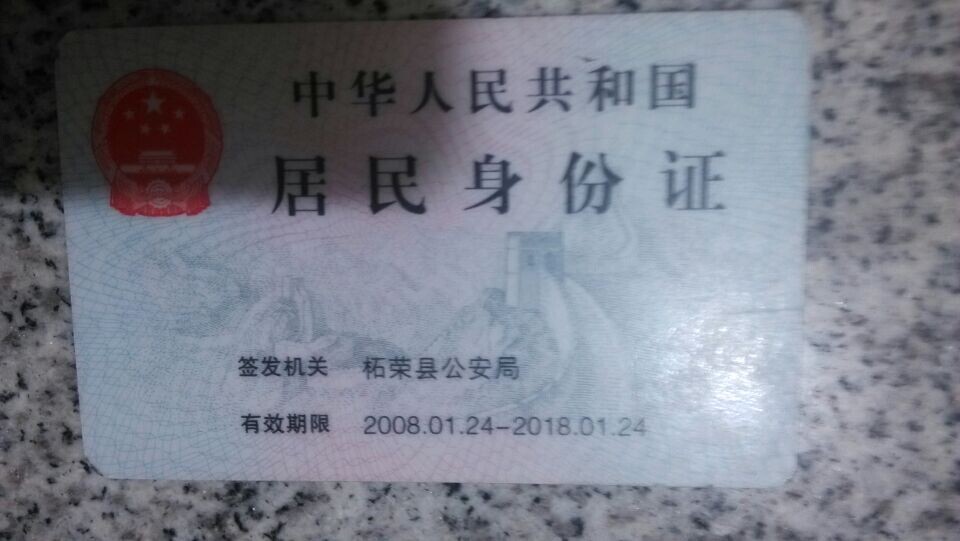 中华人民共和国
居民身份证
签发机关 柘荣县公安局
有效期限 2008.01.24-2018.01.24